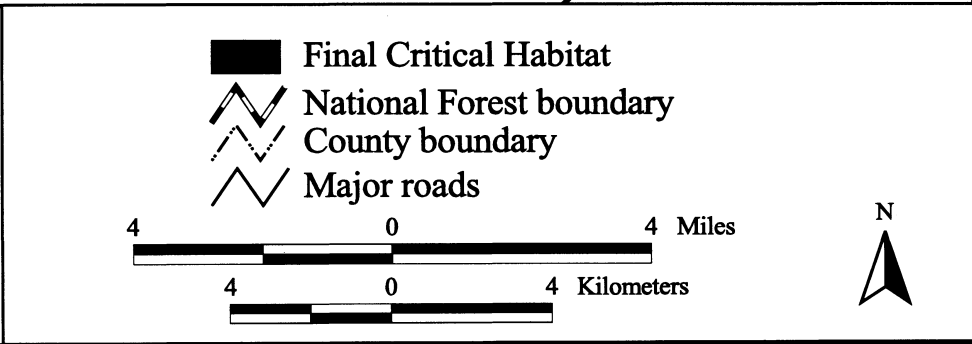 Final Critical Habitat
National Forest boundary
County boundary
Major roads
4 0 4 Miles
4 0 4 Kilometers
N